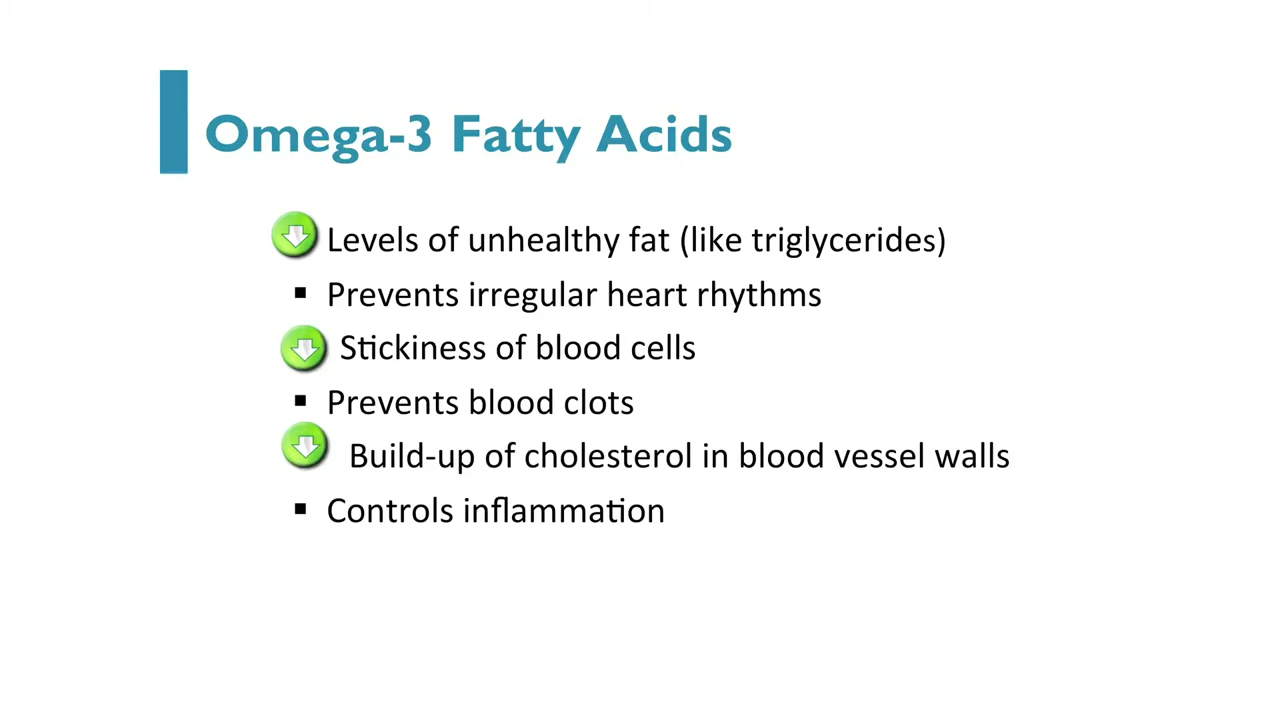 Omega-3 Fatty Acids
Levels of unhealthy fat (like triglycerides)
▪ Prevents irregular heart rhythms
Stickiness of blood cells
▪ Prevents blood clots
Build-up of cholesterol in blood vessel walls
▪ Controls inflammation